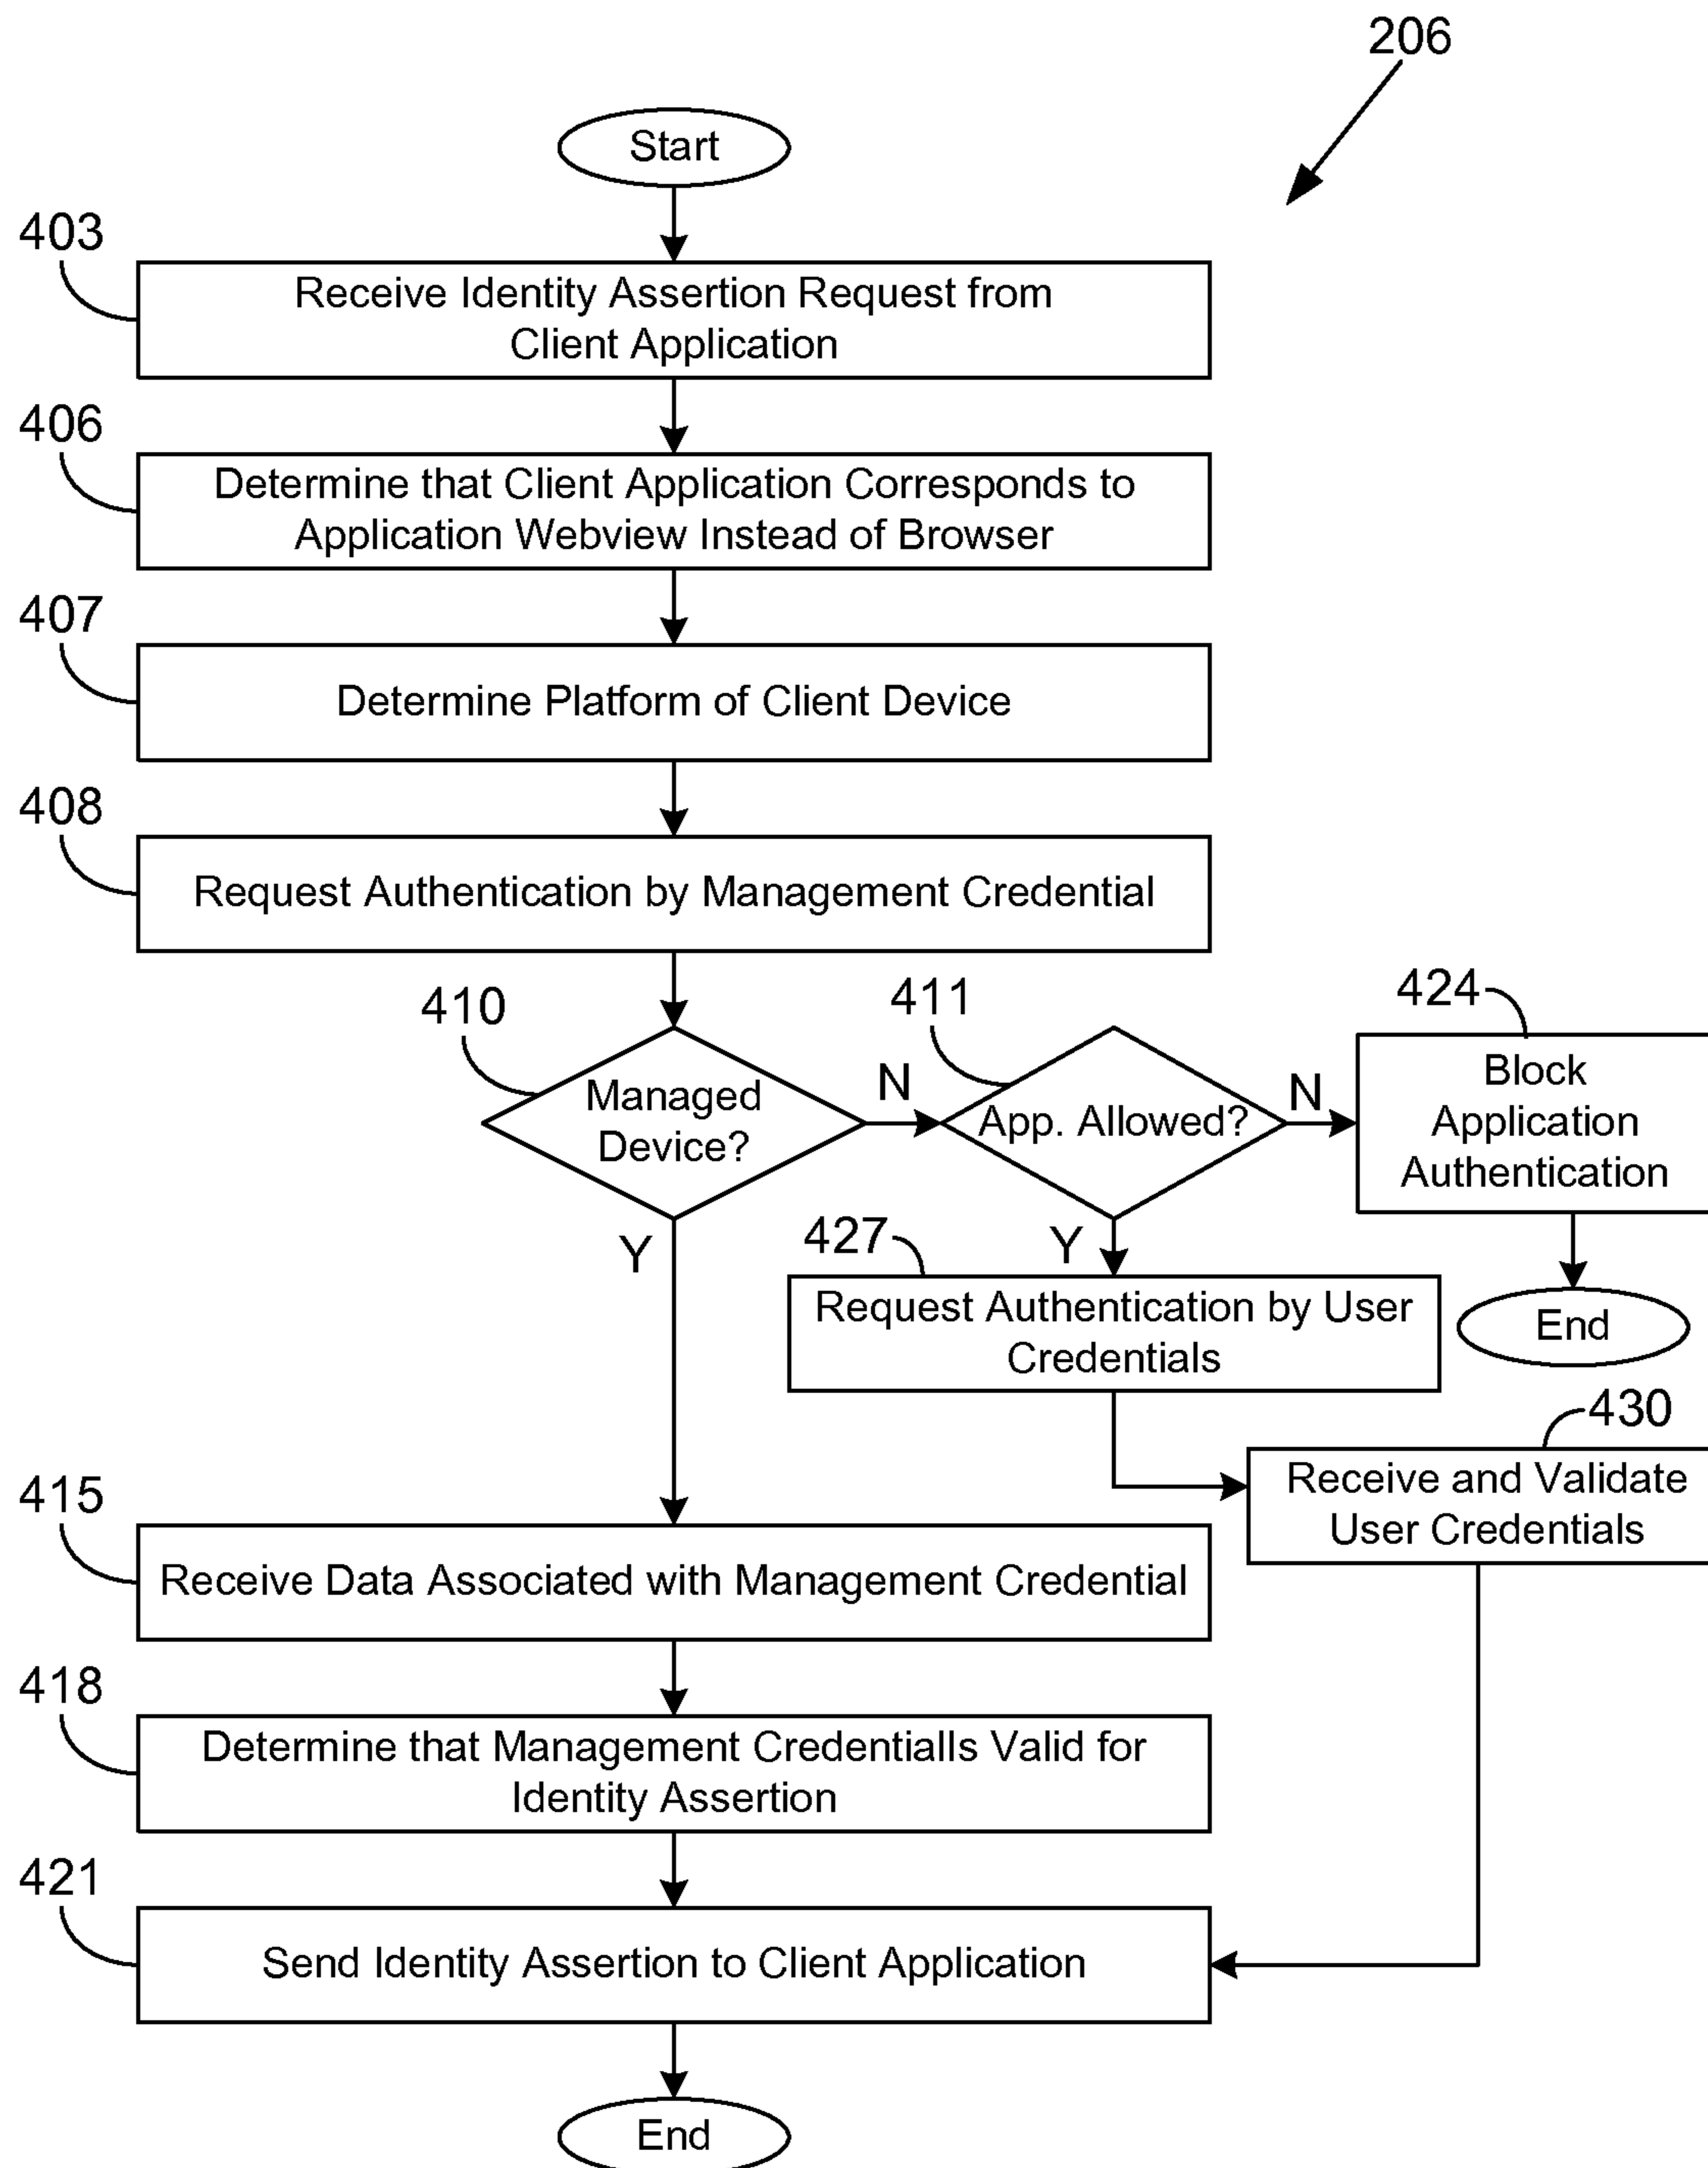 206
Start
403
Receive Identity Assertion Request from
Client Application
406
Determine that Client Application Corresponds to
Application Webview Instead of Browser
407
Determine Platform of Client Device
408
Request Authentication by Management Credential
410
Managed
Device?
N
411
App. Allowed?
N
424
Block
Application
Authentication
End
Y
Y
427
Request Authentication by User
Credentials
430
Receive and Validate
User Credentials
415
Receive Data Associated with Management Credential
418
Determine that Management CredentialIs Valid for
Identity Assertion
421
Send Identity Assertion to Client Application
End